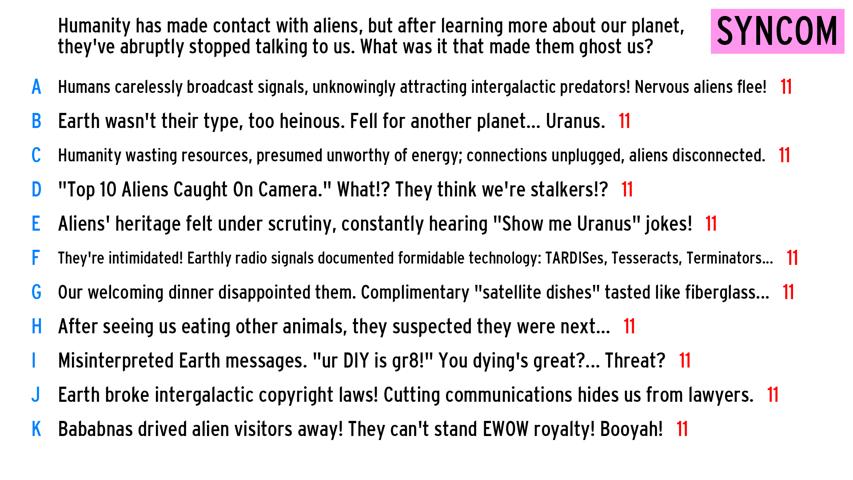 Humanity has made contact with aliens, but after learning more about our planet,
they've abruptly stopped talking to us. What was it that made them ghost us?
SYNCOM
A Humans carelessly broadcast signals, unknowingly attracting intergalactic predators! Nervous aliens flee! 11
B Earth wasn't their type, too heinous. Fell for another planet... Uranus. 11
C Humanity wasting resources, presumed unworthy of energy; connections unplugged, aliens disconnected. 11
D "Top 10 Aliens Caught On Camera." What!? They think we're stalkers!? 11
E Aliens' heritage felt under scrutiny, constantly hearing "Show me Uranus" jokes! 11
F They're intimidated! Earthly radio signals documented formidable technology: TARDISes, Tesseracts, Terminators... 11
G Our welcoming dinner disappointed them. Complimentary "satellite dishes" tasted like fiberglass... 11
H After seeing us eating other animals, they suspected they were next... 11
I Misinterpreted Earth messages. "ur DIY is gr8!" You dying's great?... Threat? 11
J Earth broke intergalactic copyright laws! Cutting communications hides us from lawyers. 11
K Bababnas drived alien visitors away! They can't stand EWOW royalty! Booyah! 11